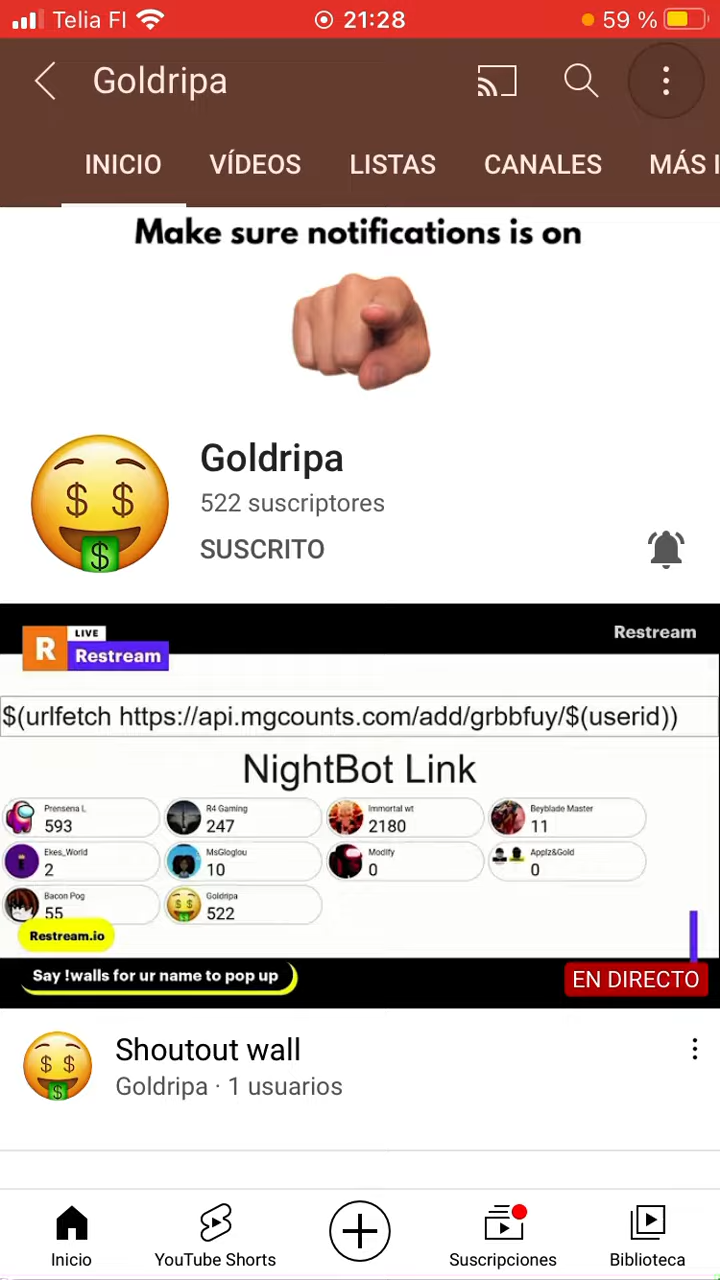 Telia FI 21:28 59 %
Goldripa
INICIO VÍDEOS LISTAS CANALES MÁS I
Make sure notifications is on
Goldripa
522 suscriptores
SUSCRITO
R LIVE Restream
Restream
$(urlfetch https://api.mgcounts.com/add/grbbfuy/$(userid))
NightBot Link
Prensena L R4 Gaming Immortal wt Beyblade Master
593 247 2180 11
Ekes_World MsGloglou Modify Applz&Gold
2 10 0 0
Bacon Pog Goldripa
55 522
Restream.io
Say !walls for ur name to pop up
EN DIRECTO
Shoutout wall
Goldripa · 1 usuarios
Inicio YouTube Shorts Suscripciones Biblioteca